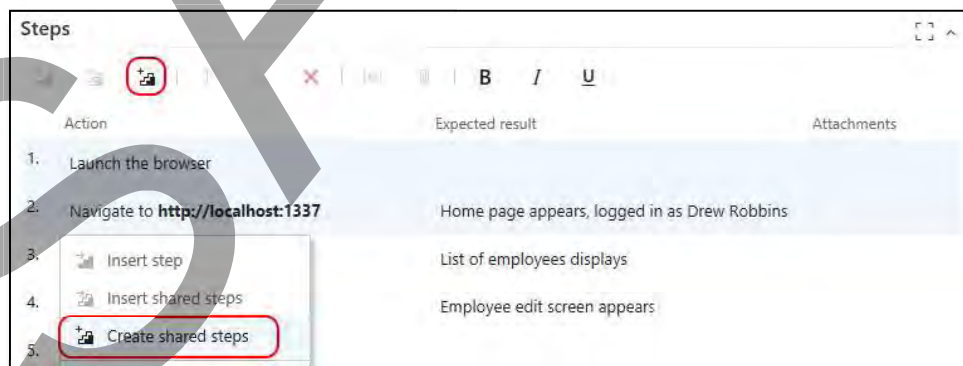 Steps
B I U
Action Expected result Attachments
1. Launch the browser
2. Navigate to http://localhost:1337 Home page appears, logged in as Drew Robbins
3. Insert step List of employees displays
4. Insert shared steps Employee edit screen appears
5. Create shared steps